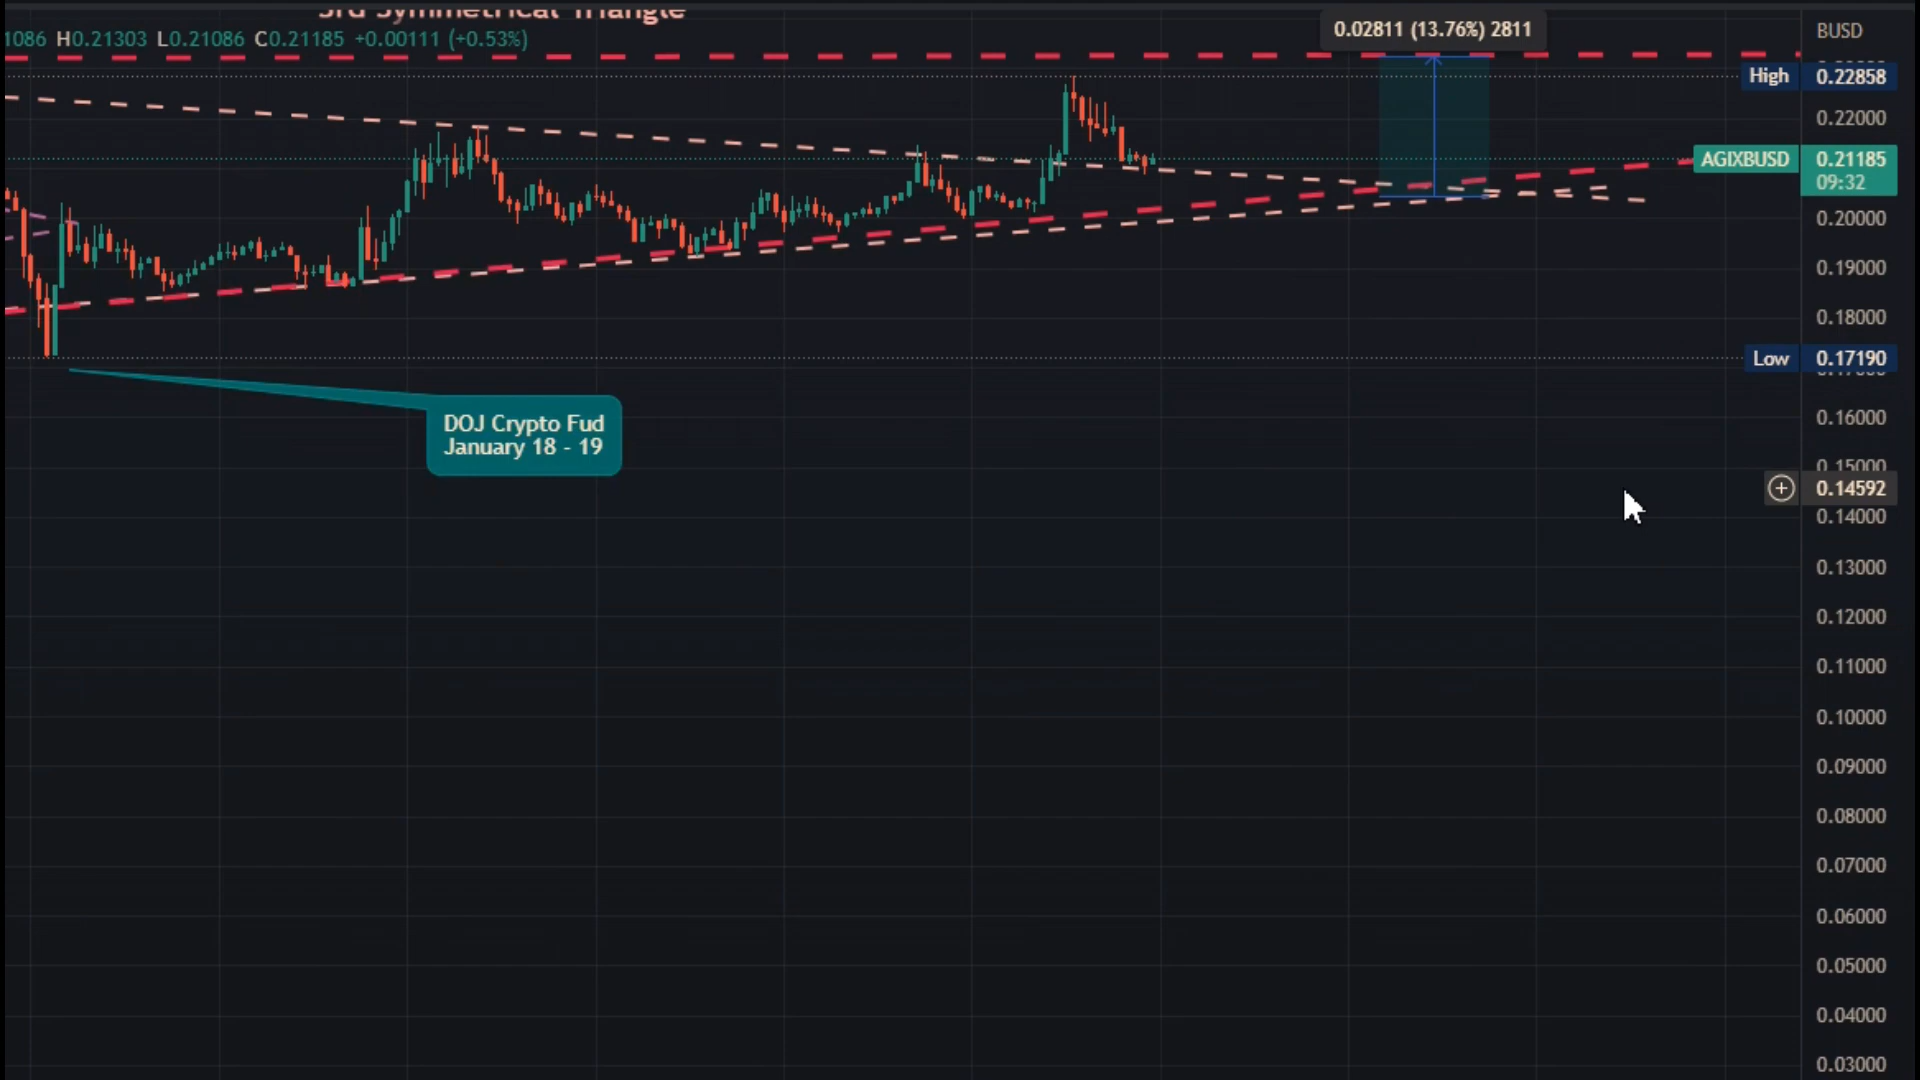 3rd Symmetrical Triangle
1086 H0.21303 L0.21086 C0.21185 +0.00111 (+0.53%)
0.02811 (13.76%) 2811
BUSD
High 0.22858
0.22000
AGIXBUSD 0.21185
09:32
0.20000
0.19000
0.18000
Low 0.17190
0.16000
DOJ Crypto Fud
January 18 - 19
0.15000
0.14592
0.14000
0.13000
0.12000
0.11000
0.10000
0.09000
0.08000
0.07000
0.06000
0.05000
0.04000
0.03000